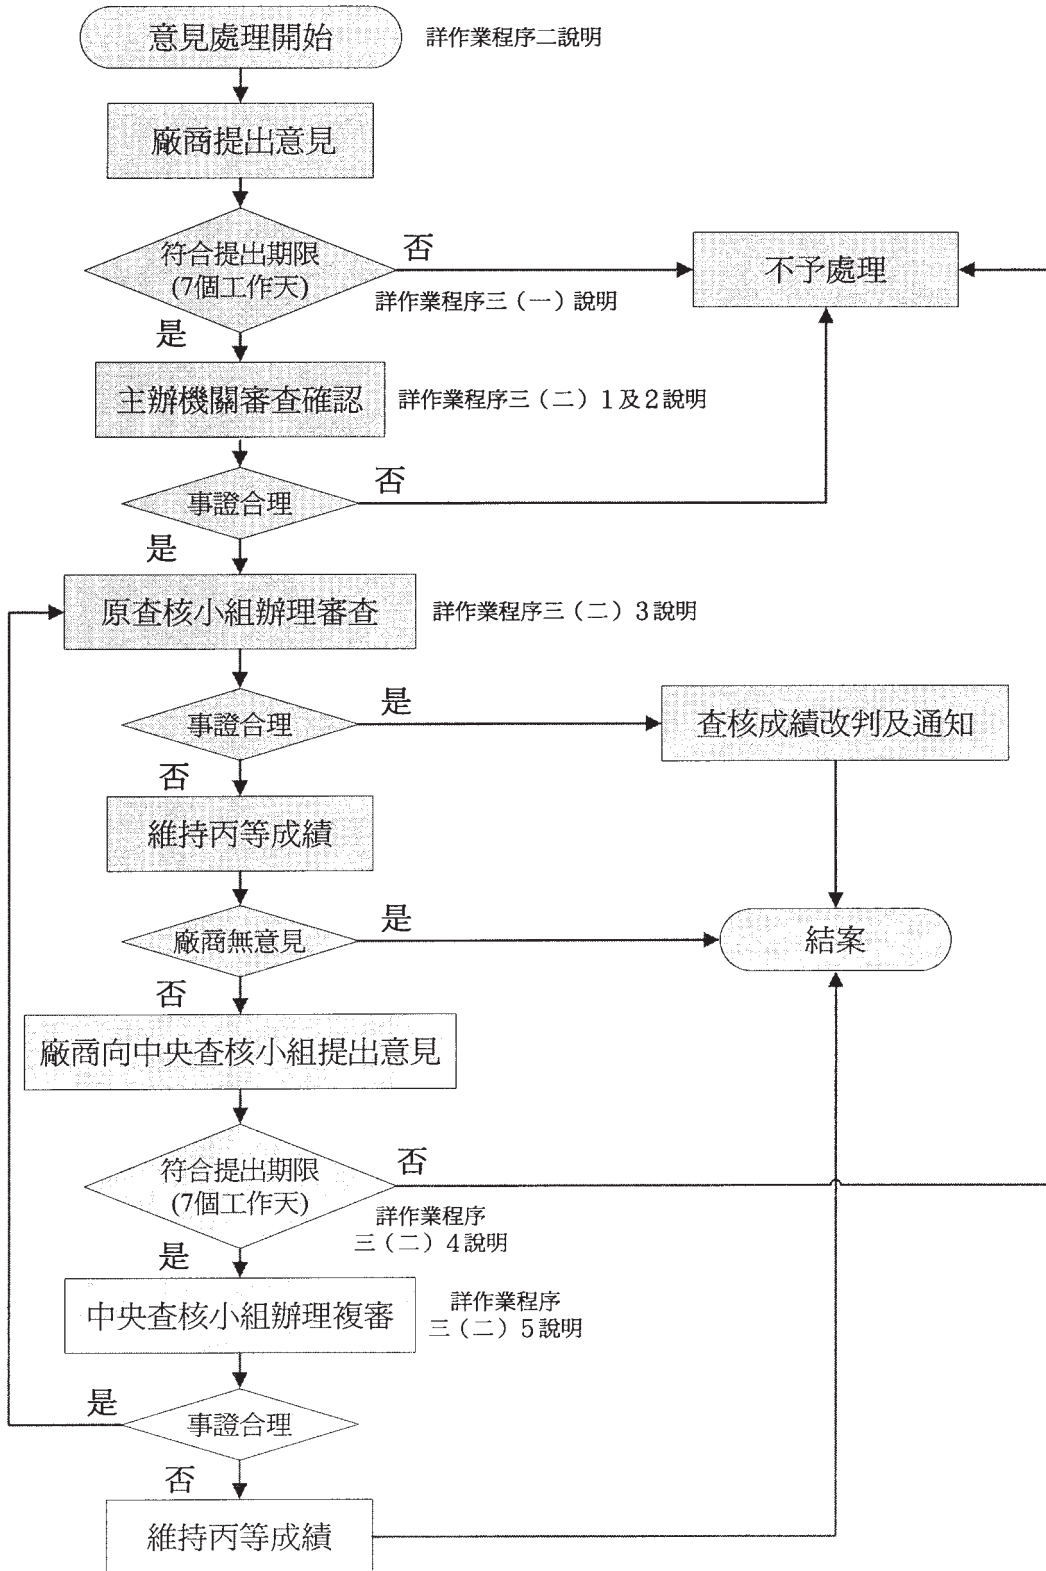 意見處理開始
詳作業程序二說明
廠商提出意見
符合提出期限
(7個工作天)
否
不予處理
詳作業程序三（一）說明
是
主辦機關審查確認
詳作業程序三（二）1及2說明
事證合理
否
是
原查核小組辦理審查
詳作業程序三（二）3說明
事證合理
是
查核成績改判及通知
否
維持丙等成績
廠商無意見
是
結案
否
廠商向中央查核小組提出意見
符合提出期限
(7個工作天)
否
詳作業程序
三（二）4說明
是
中央查核小組辦理複審
詳作業程序
三（二）5說明
是
事證合理
否
維持丙等成績